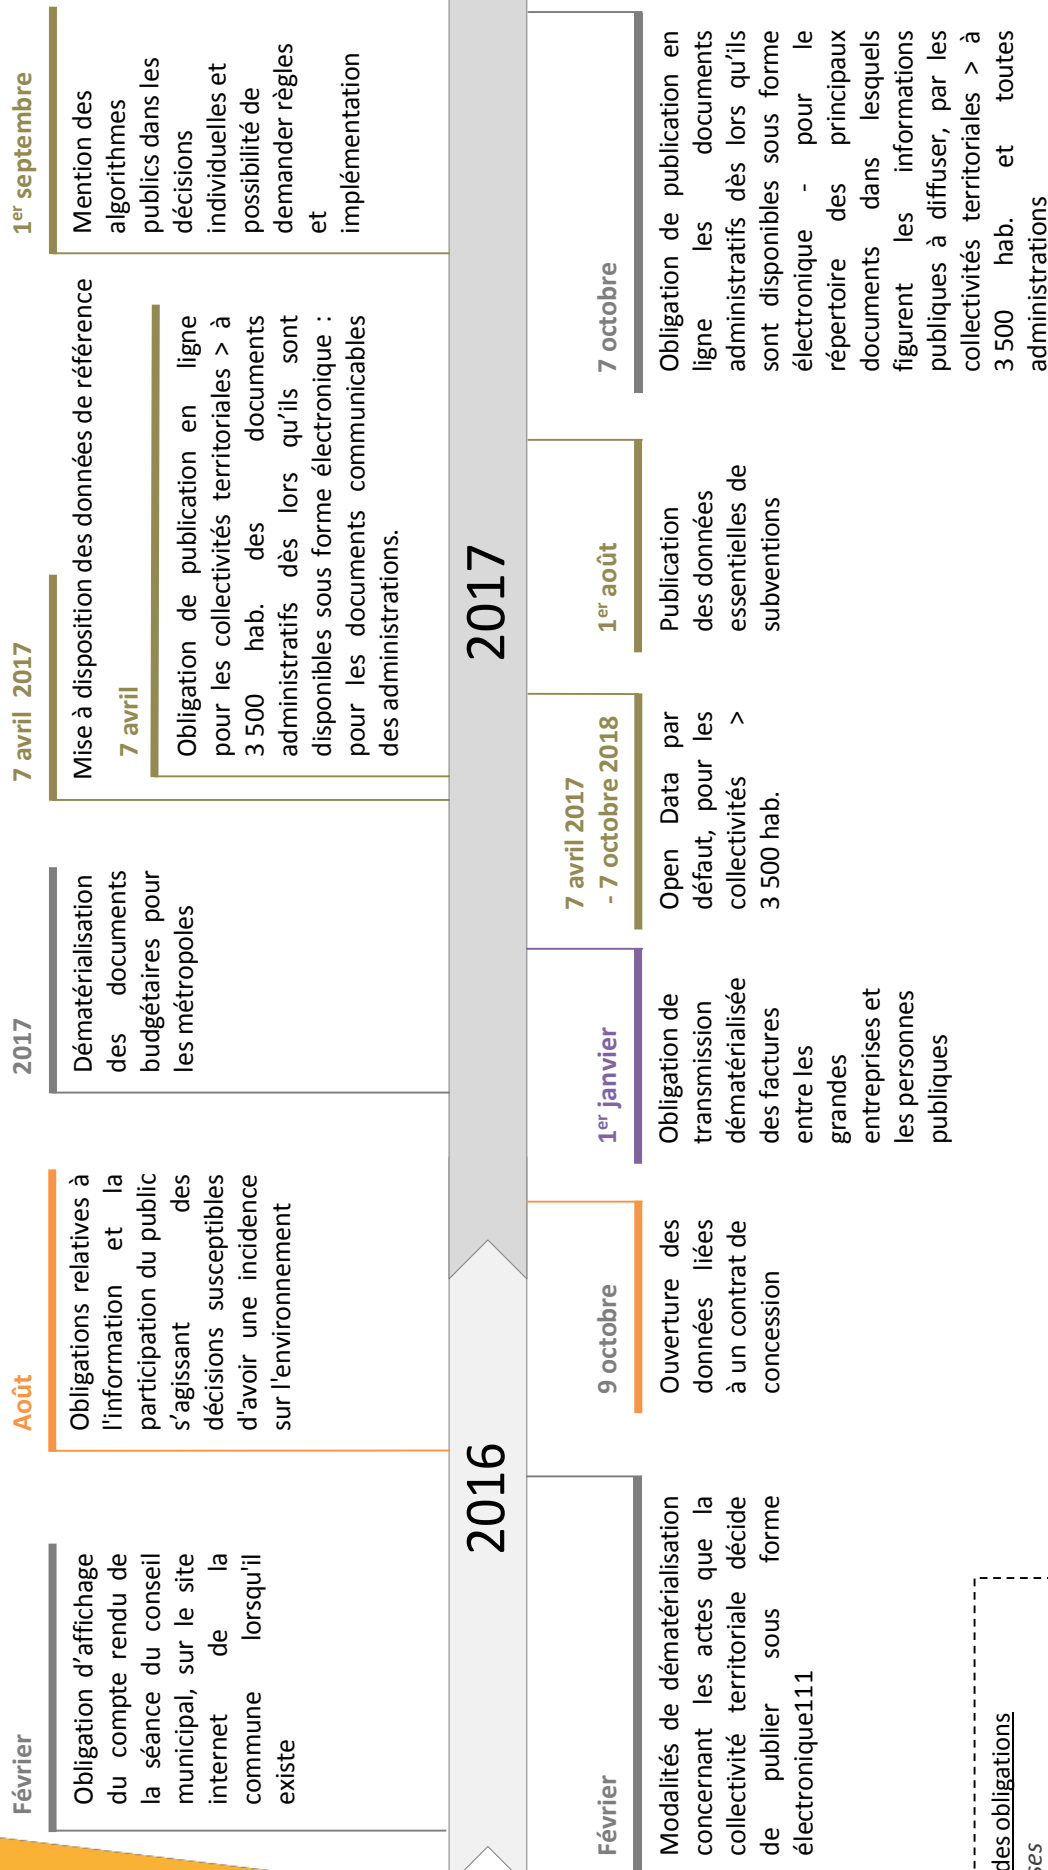 Février
Obligation d'affichage
du compte rendu de
la séance du conseil
municipal, sur le site
internet de la
commune lorsqu'il
existe
Août
Obligations relatives à
l'information et la
participation du public
s'agissant des
décisions susceptibles
d'avoir une incidence
sur l'environnement
2017
Dématérialisation
des documents
budgétaires pour
les métropoles
7 avril 2017
Mise à disposition des données de référence
7 avril
Obligation de publication en ligne
pour les collectivités territoriales > à
3 500 hab. des documents
administratifs dès lors qu'ils sont
disponibles sous forme électronique :
pour les documents communicables
des administrations.
1er septembre
Mention des
algorithmes
publics dans les
décisions
individuelles et
possibilité de
demander règles
et
implémentation
2016
2017
Février
Modalités de dématérialisation
concernant les actes que la
collectivité territoriale décide
de publier sous forme
électronique111
9 octobre
Ouverture des
données liées
à un contrat de
concession
1er janvier
Obligation de
transmission
dématérialisée
des factures
entre les
grandes
entreprises et
les personnes
publiques
7 avril 2017
- 7 octobre 2018
Open Data par
défaut, pour les
collectivités >
3 500 hab.
1er août
Publication
des données
essentielles de
subventions
7 octobre
Obligation de publication en
ligne les documents
administratifs dès lors qu'ils
sont disponibles sous forme
électronique - pour le
répertoire des principaux
documents dans lesquels
figurent les informations
publiques à diffuser, par les
collectivités territoriales > à
3 500 hab. et toutes
administrations
des obligations